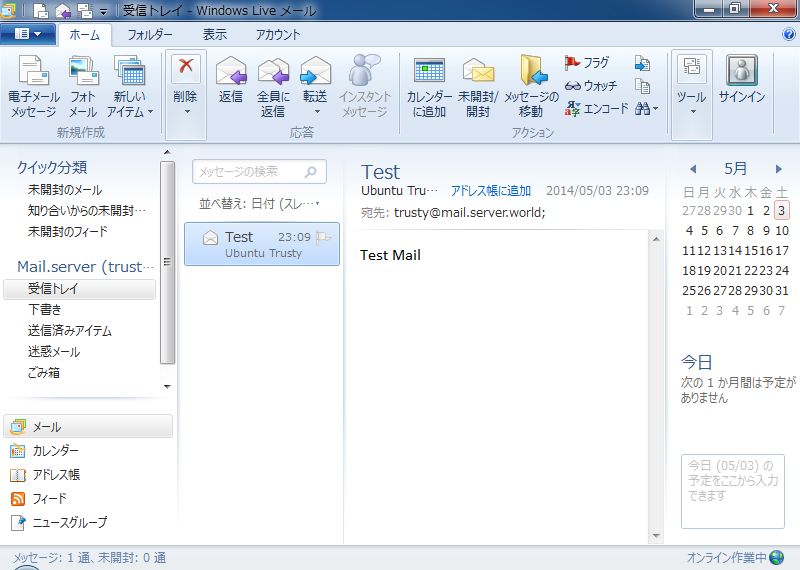 受信トレイ - Windows Live メール
ホーム フォルダー 表示 アカウント
電子メール メッセージ
フォト メール
新しい アイテム
削除
返信
全員に 返信
転送
インスタント メッセージ
カレンダー に追加
未開封/ 開封
メッセージの 移動
フラグ
ウォッチ
エンコード
ツール
サインイン
新規作成 応答 アクション
クイック分類
未開封のメール
知り合いからの未開封…
未開封のフィード
Mail.server (trust…
受信トレイ
下書き
送信済みアイテム
迷惑メール
ごみ箱
メール
カレンダー
アドレス帳
フィード
ニュースグループ
メッセージの検索
並べ替え: 日付 (スレ…
Test 23:09
Ubuntu Trusty
Test
Ubuntu Tru… アドレス帳に追加 2014/05/03 23:09
宛先: trusty@mail.server.world;
Test Mail
5月
日 月 火 水 木 金 土
27 28 29 30 1 2 3
4 5 6 7 8 9 10
11 12 13 14 15 16 17
18 19 20 21 22 23 24
25 26 27 28 29 30 31
1 2 3 4 5 6 7
今日
次の 1 か月間は予定が
ありません
今日 (05/03) の
予定をここから入力
できます
メッセージ: 1 通、未開封: 0 通
オンライン作業中